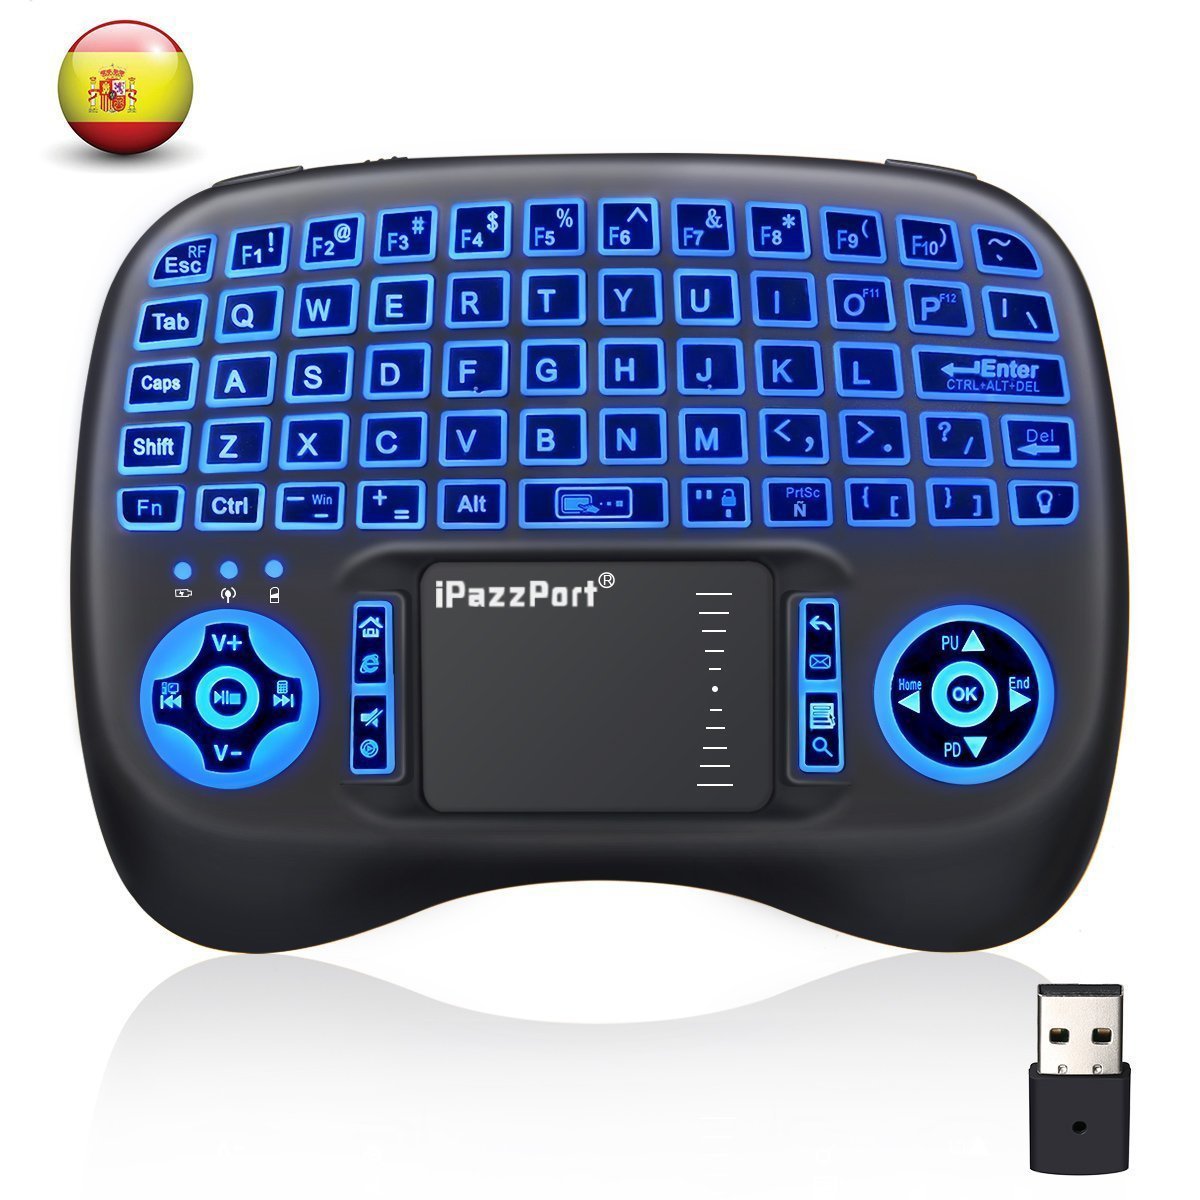 RF
Esc F1 ! F2 @ F3 # F4 $ F5 % F6 ^ F7 & F8 * F9 ( F10 ) ~
Tab Q W E R T Y U I O F11 P F12 / \
Caps A S D F J G H J K L Enter
CTRL+ALT+DEL
Shift Z X C V B N M < , > . ? / Del
Fn Ctrl — Win _ + = Alt " PrtSc Ñ { [ } ]
iPazzPort®
V+
V-
PU
Home OK End
PD